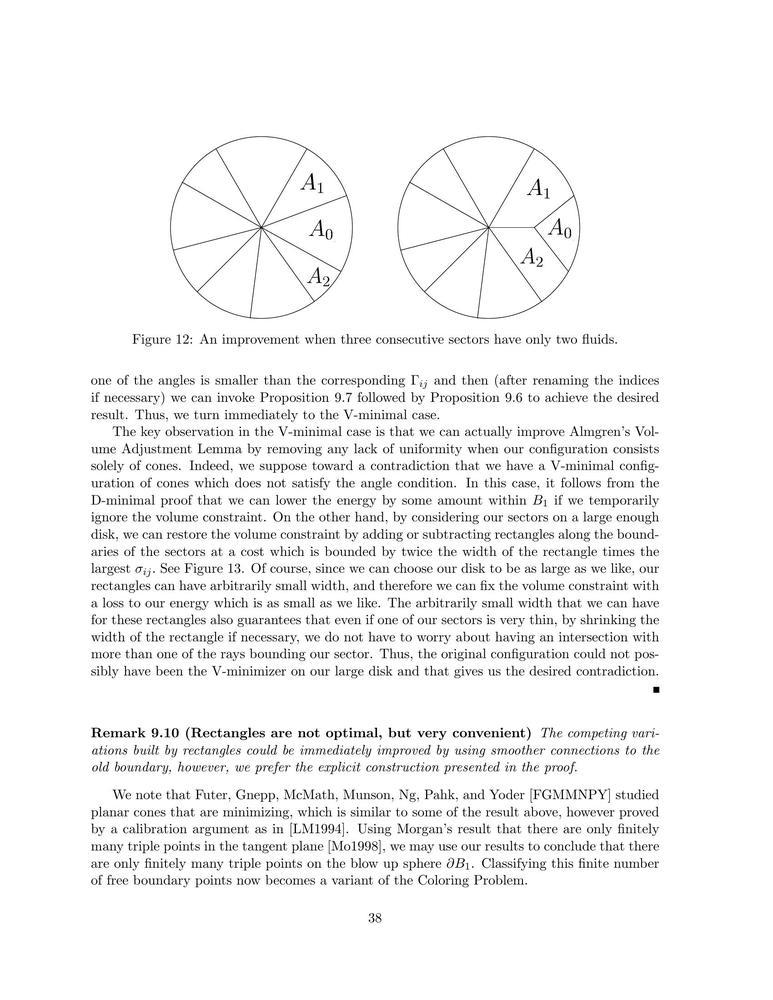 A_1
A_0
A_2
A_1
A_0
A_2
Figure 12: An improvement when three consecutive sectors have only two fluids.
one of the angles is smaller than the corresponding Γ_ij and then (after renaming the indices
if necessary) we can invoke Proposition 9.7 followed by Proposition 9.6 to achieve the desired
result. Thus, we turn immediately to the V-minimal case.
The key observation in the V-minimal case is that we can actually improve Almgren's Vol-
ume Adjustment Lemma by removing any lack of uniformity when our configuration consists
solely of cones. Indeed, we suppose toward a contradiction that we have a V-minimal config-
uration of cones which does not satisfy the angle condition. In this case, it follows from the
D-minimal proof that we can lower the energy by some amount within B_1 if we temporarily
ignore the volume constraint. On the other hand, by considering our sectors on a large enough
disk, we can restore the volume constraint by adding or subtracting rectangles along the bound-
aries of the sectors at a cost which is bounded by twice the width of the rectangle times the
largest σ_ij. See Figure 13. Of course, since we can choose our disk to be as large as we like, our
rectangles can have arbitrarily small width, and therefore we can fix the volume constraint with
a loss to our energy which is as small as we like. The arbitrarily small width that we can have
for these rectangles also guarantees that even if one of our sectors is very thin, by shrinking the
width of the rectangle if necessary, we do not have to worry about having an intersection with
more than one of the rays bounding our sector. Thus, the original configuration could not pos-
sibly have been the V-minimizer on our large disk and that gives us the desired contradiction.
■
Remark 9.10 (Rectangles are not optimal, but very convenient) The competing vari-
ations built by rectangles could be immediately improved by using smoother connections to the
old boundary, however, we prefer the explicit construction presented in the proof.
We note that Futer, Gnepp, McMath, Munson, Ng, Pahk, and Yoder [FGMMNPY] studied
planar cones that are minimizing, which is similar to some of the result above, however proved
by a calibration argument as in [LM1994]. Using Morgan's result that there are only finitely
many triple points in the tangent plane [Mo1998], we may use our results to conclude that there
are only finitely many triple points on the blow up sphere ∂B_1. Classifying this finite number
of free boundary points now becomes a variant of the Coloring Problem.
38